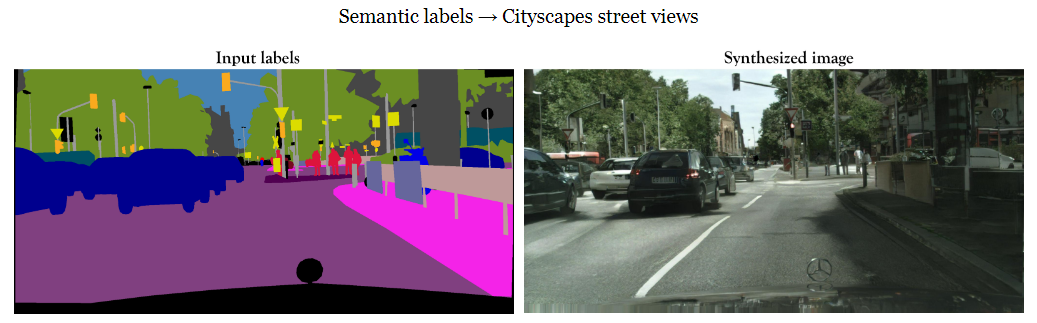 Semantic labels → Cityscapes street views
Input labels
Synthesized image